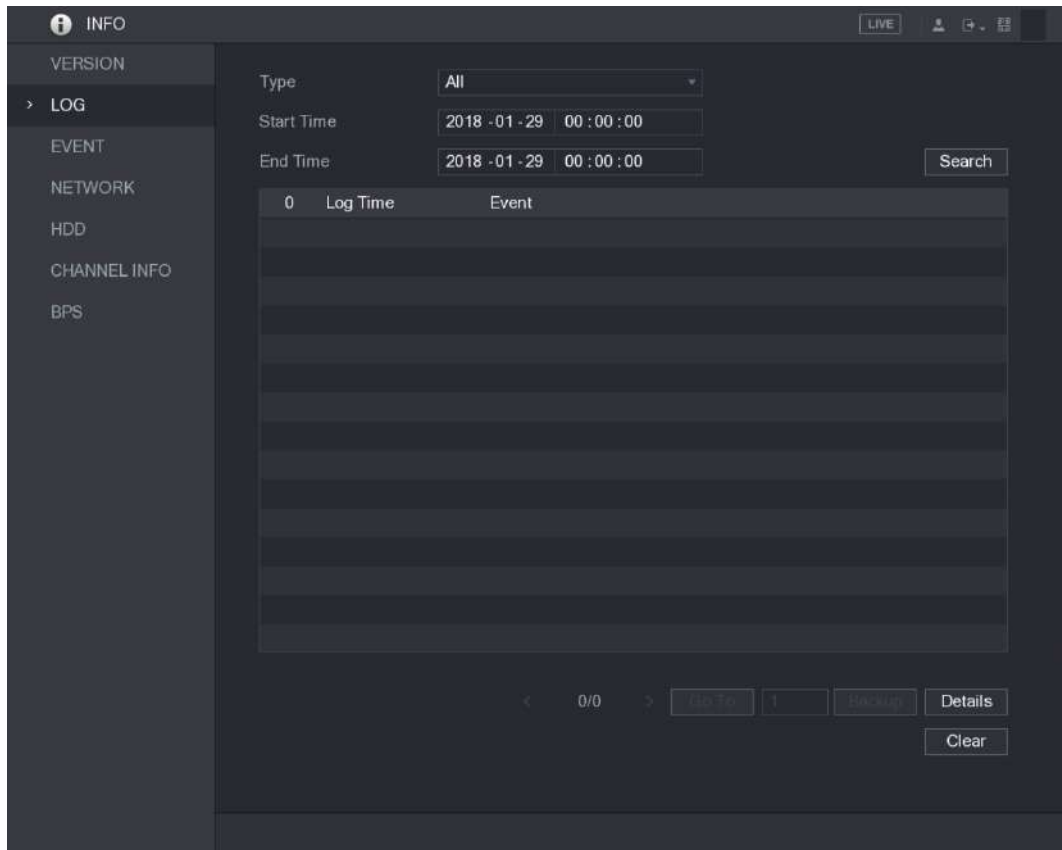 INFO
LIVE
VERSION
LOG
EVENT
NETWORK
HDD
CHANNEL INFO
BPS
Type All
Start Time 2018 -01 -29 00 : 00 : 00
End Time 2018 -01 -29 00 : 00 : 00 Search
0 Log Time Event
< 0/0 > Go To 1 Backup Details
Clear